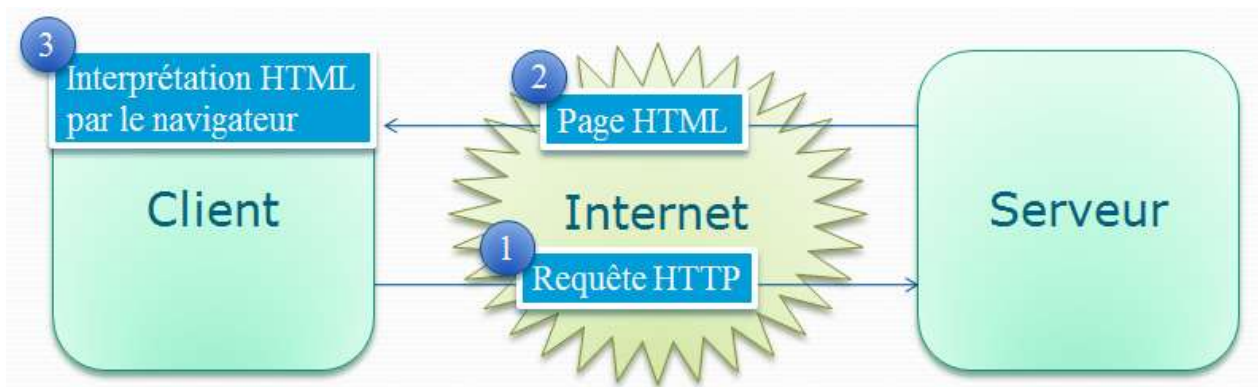 3
Interprétation HTML
par le navigateur
2
Page HTML
Client
Internet
Serveur
1
Requête HTTP